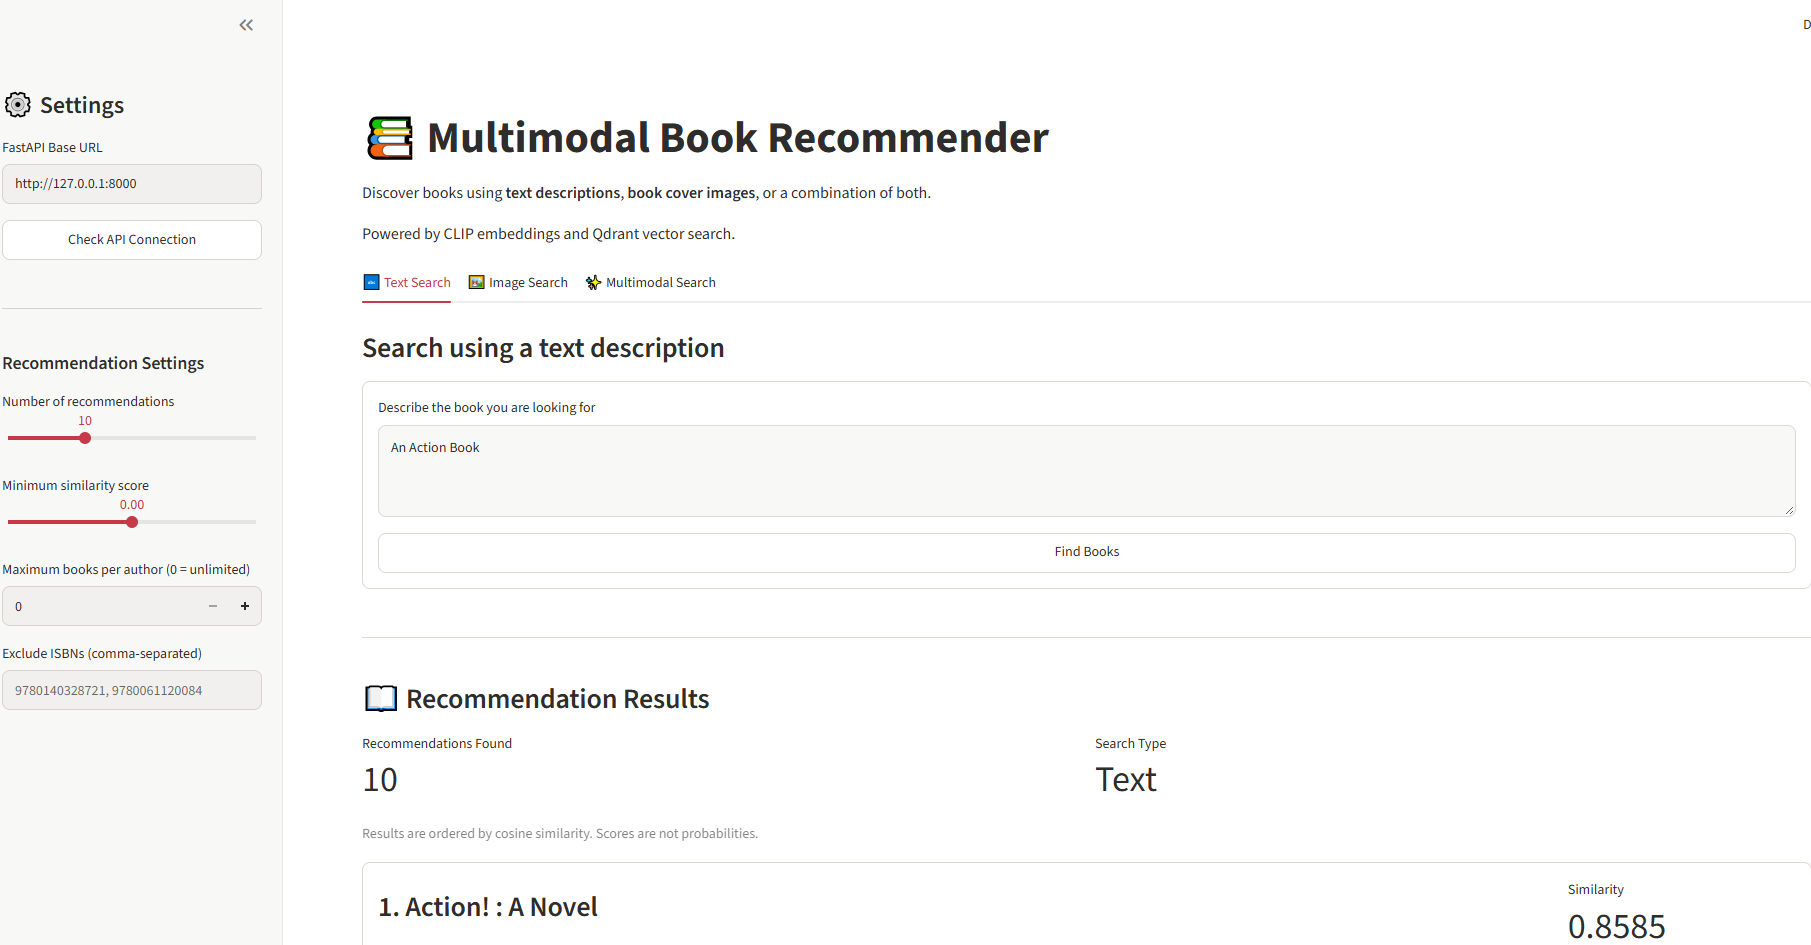 Settings
FastAPI Base URL
http://127.0.0.1:8000
Check API Connection
Recommendation Settings
Number of recommendations
10
Minimum similarity score
0.00
Maximum books per author (0 = unlimited)
0
Exclude ISBNs (comma-separated)
9780140328721, 9780061120084
D
Multimodal Book Recommender
Discover books using text descriptions, book cover images, or a combination of both.
Powered by CLIP embeddings and Qdrant vector search.
Text Search Image Search Multimodal Search
Search using a text description
Describe the book you are looking for
An Action Book
Find Books
Recommendation Results
Recommendations Found
10
Search Type
Text
Results are ordered by cosine similarity. Scores are not probabilities.
1. Action! : A Novel
Similarity
0.8585